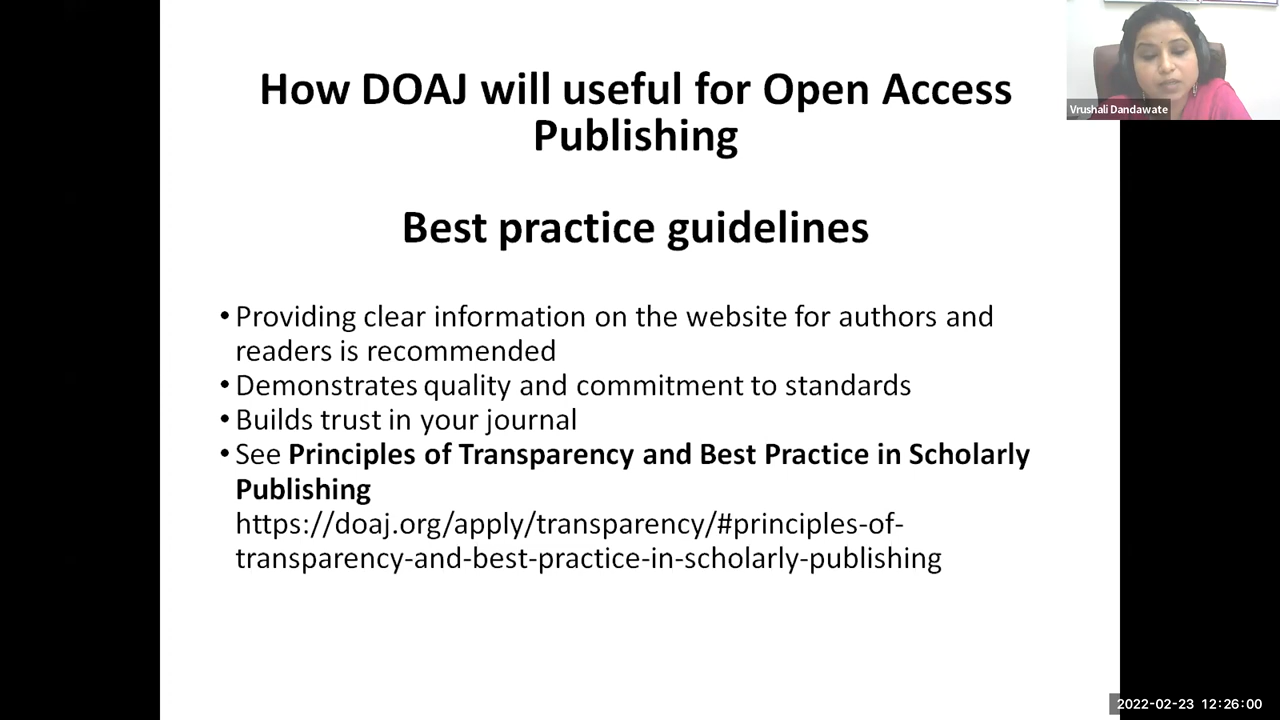 How DOAJ will useful for Open Access
Publishing
Best practice guidelines
• Providing clear information on the website for authors and
readers is recommended
• Demonstrates quality and commitment to standards
• Builds trust in your journal
• See Principles of Transparency and Best Practice in Scholarly
Publishing
https://doaj.org/apply/transparency/#principles-of-
transparency-and-best-practice-in-scholarly-publishing
Vrushali Dandawate
2022-02-23 12:26:00